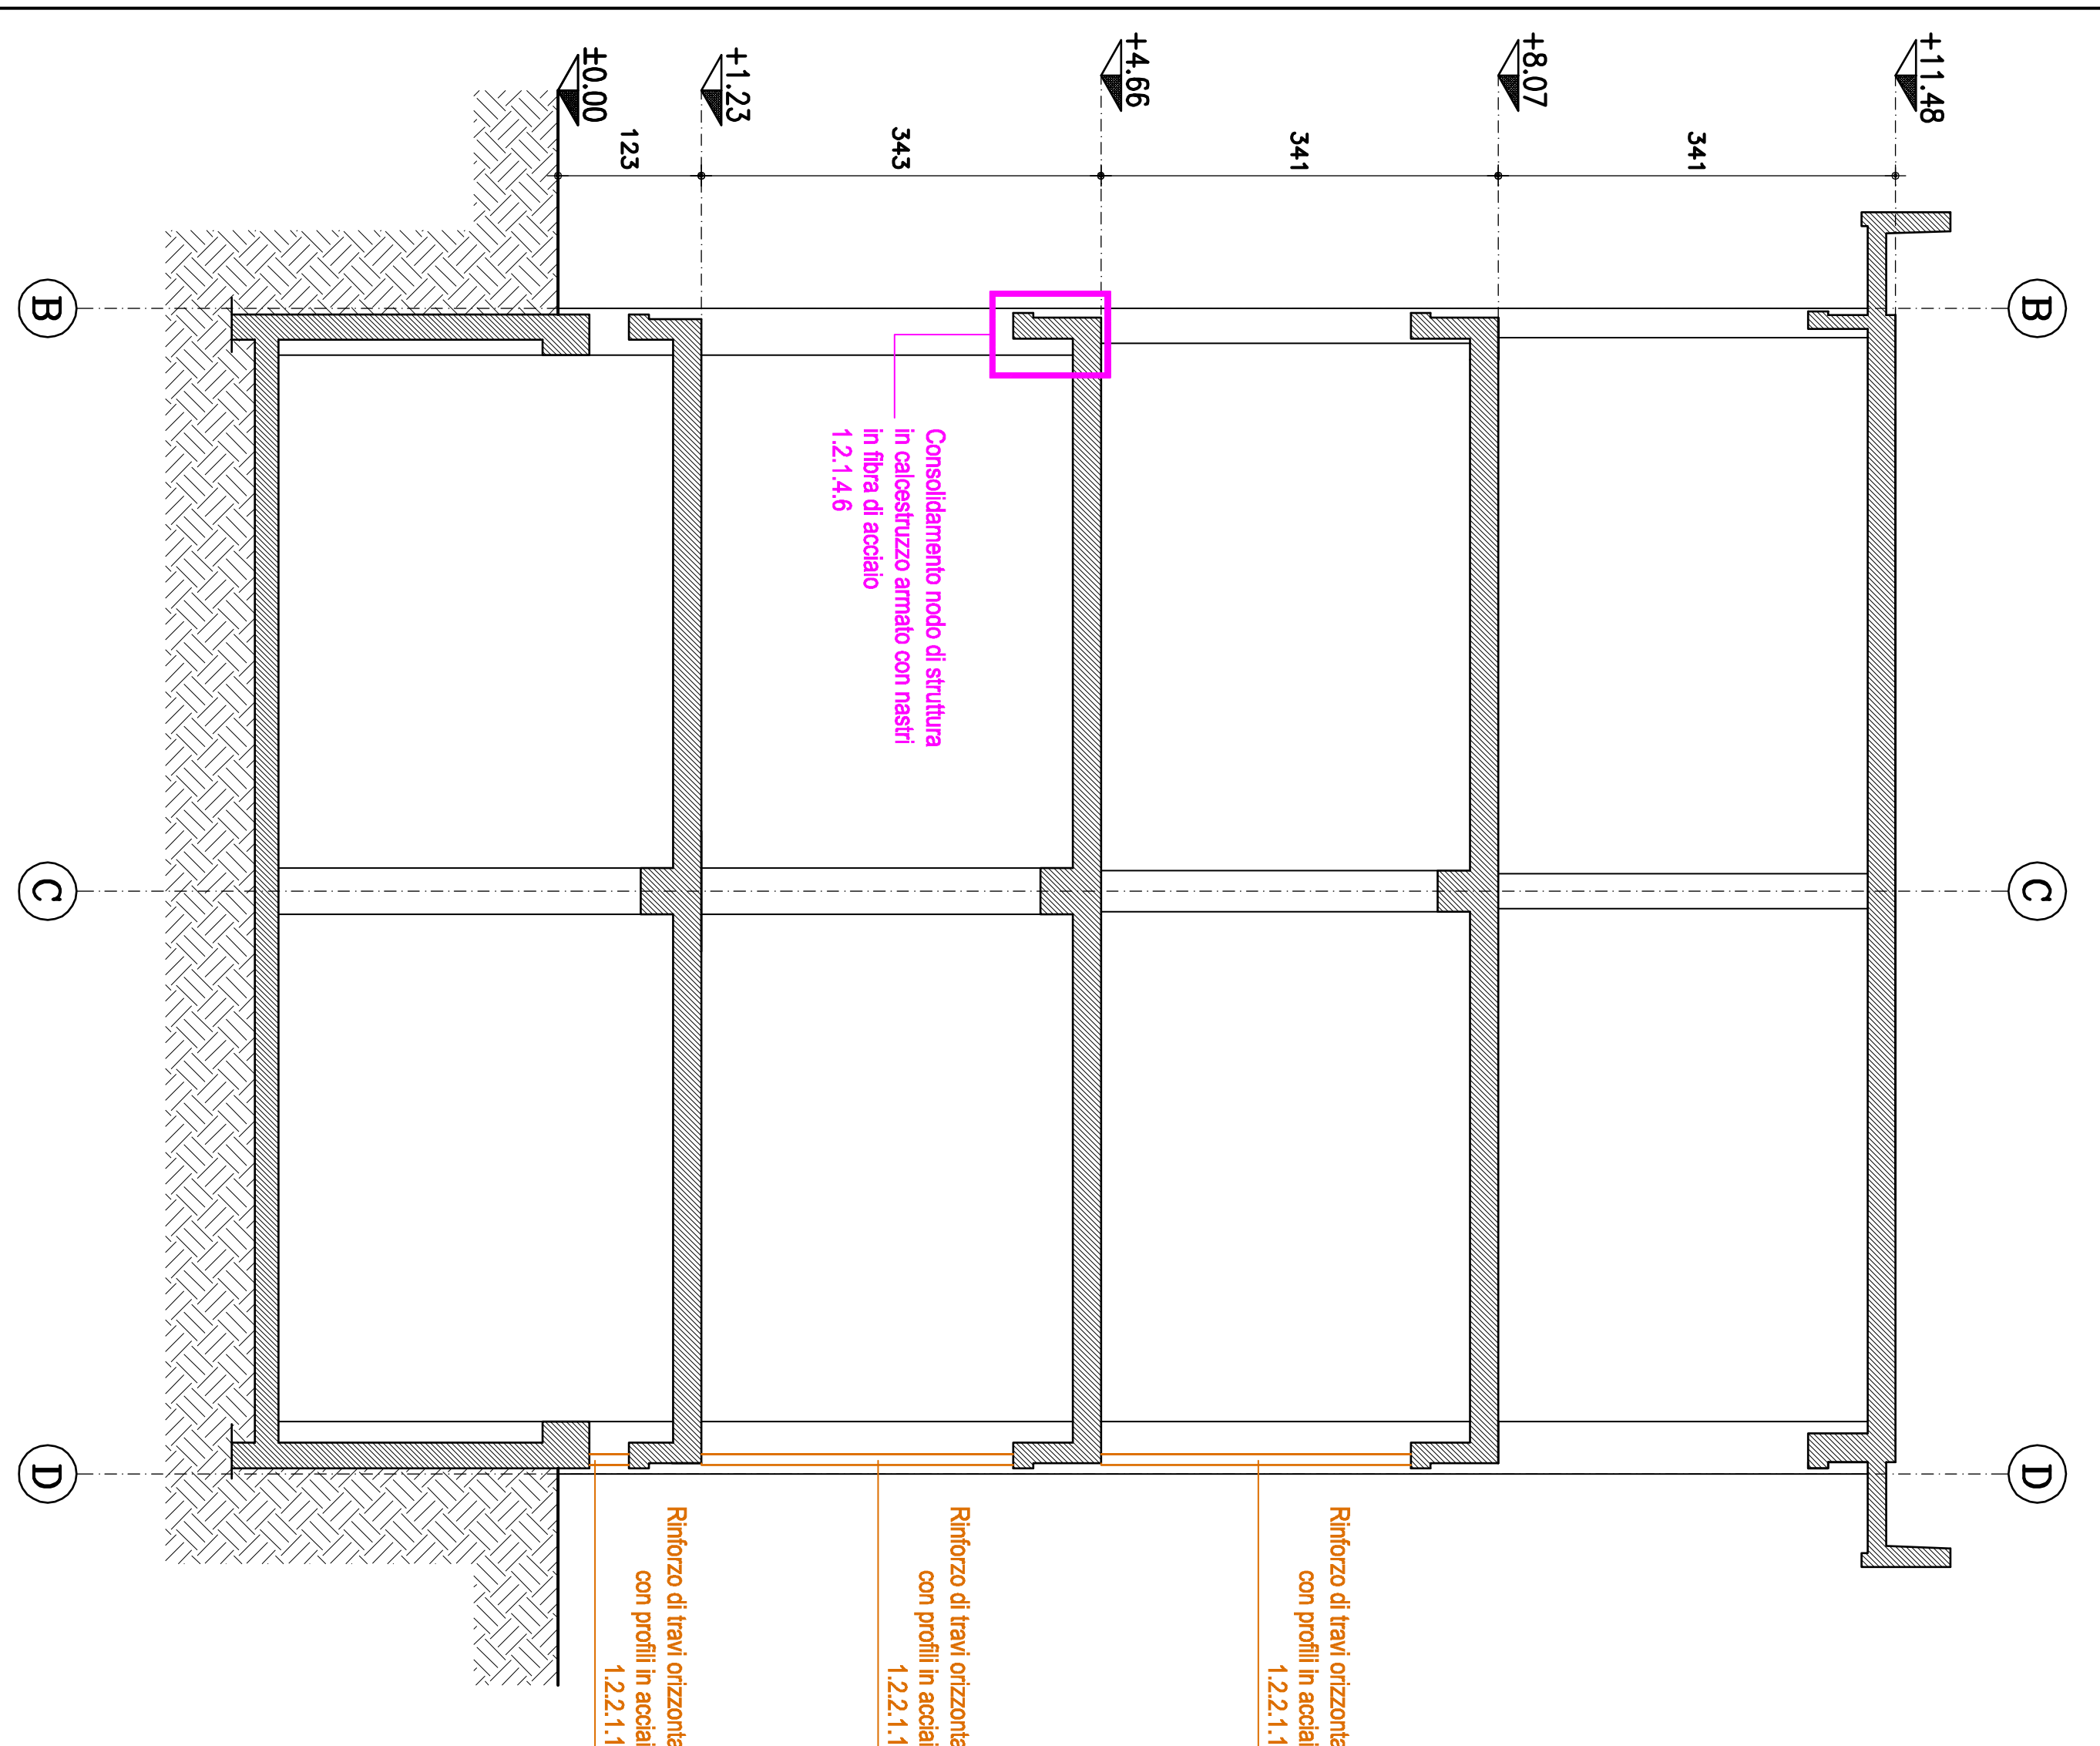 B
C
D
+11.48
341
+8.07
341
Rinforzo di travi orizzonta
con profili in acciai
1.2.2.1.1
+4.66
343
Consolidamento nodo di struttura
in calcestruzzo armato con nastri
in fibra di acciaio
1.2.1.4.6
Rinforzo di travi orizzonta
con profili in acciai
1.2.2.1.1
+1.23
123
Rinforzo di travi orizzonta
con profili in acciai
1.2.2.1.1
±0.00
B
C
D